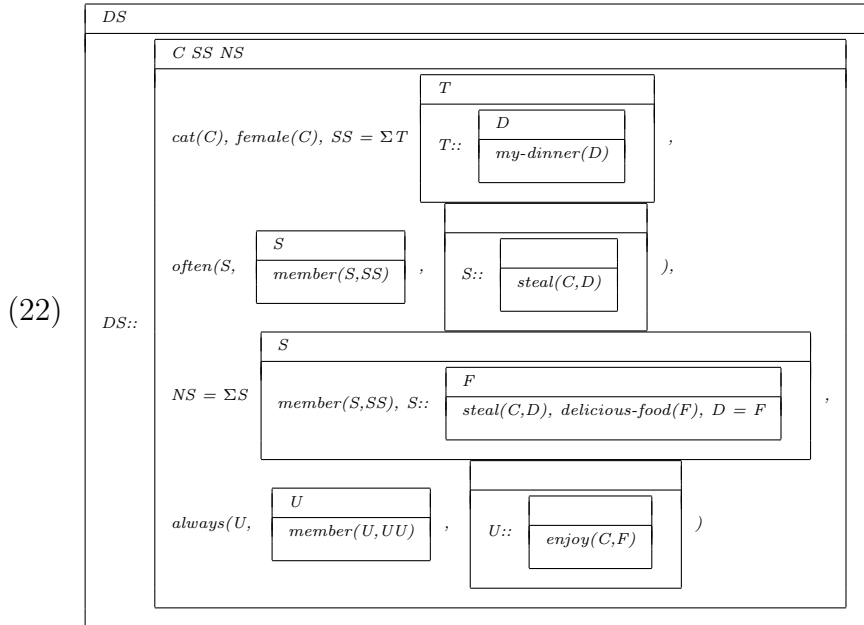 DS
C SS NS
T
cat(C), female(C), SS = ΣT
T::
D
my-dinner(D)
,
often(S,
S
member(S,SS)
,
S::
steal(C,D)
),
(22)
DS::
NS = ΣS
S
member(S,SS), S::
F
steal(C,D), delicious-food(F), D = F
,
always(U,
U
member(U,UU)
,
U::
enjoy(C,F)
)